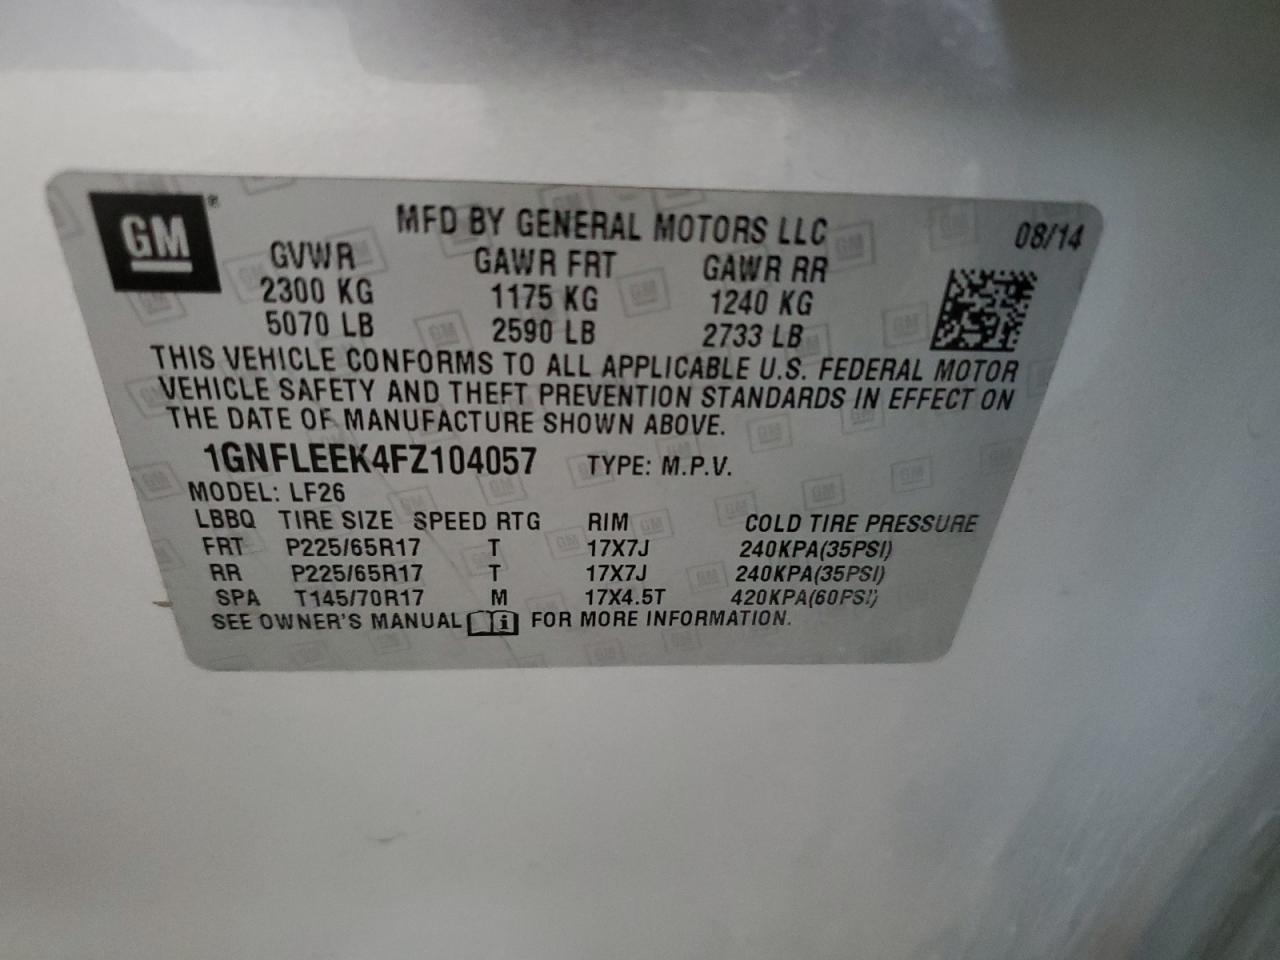 GM ®
MFD BY GENERAL MOTORS LLC 08/14
GVWR GAWR FRT GAWR RR
2300 KG 1175 KG 1240 KG
5070 LB 2590 LB 2733 LB
THIS VEHICLE CONFORMS TO ALL APPLICABLE U.S. FEDERAL MOTOR
VEHICLE SAFETY AND THEFT PREVENTION STANDARDS IN EFFECT ON
THE DATE OF MANUFACTURE SHOWN ABOVE.
1GNFLEEK4FZ104057 TYPE: M.P.V.
MODEL: LF26
LBBQ TIRE SIZE SPEED RTG RIM COLD TIRE PRESSURE
FRT P225/65R17 T 17X7J 240KPA(35PSI)
RR P225/65R17 T 17X7J 240KPA(35PSI)
SPA T145/70R17 M 17X4.5T 420KPA(60PSI)
SEE OWNER'S MANUAL i FOR MORE INFORMATION.